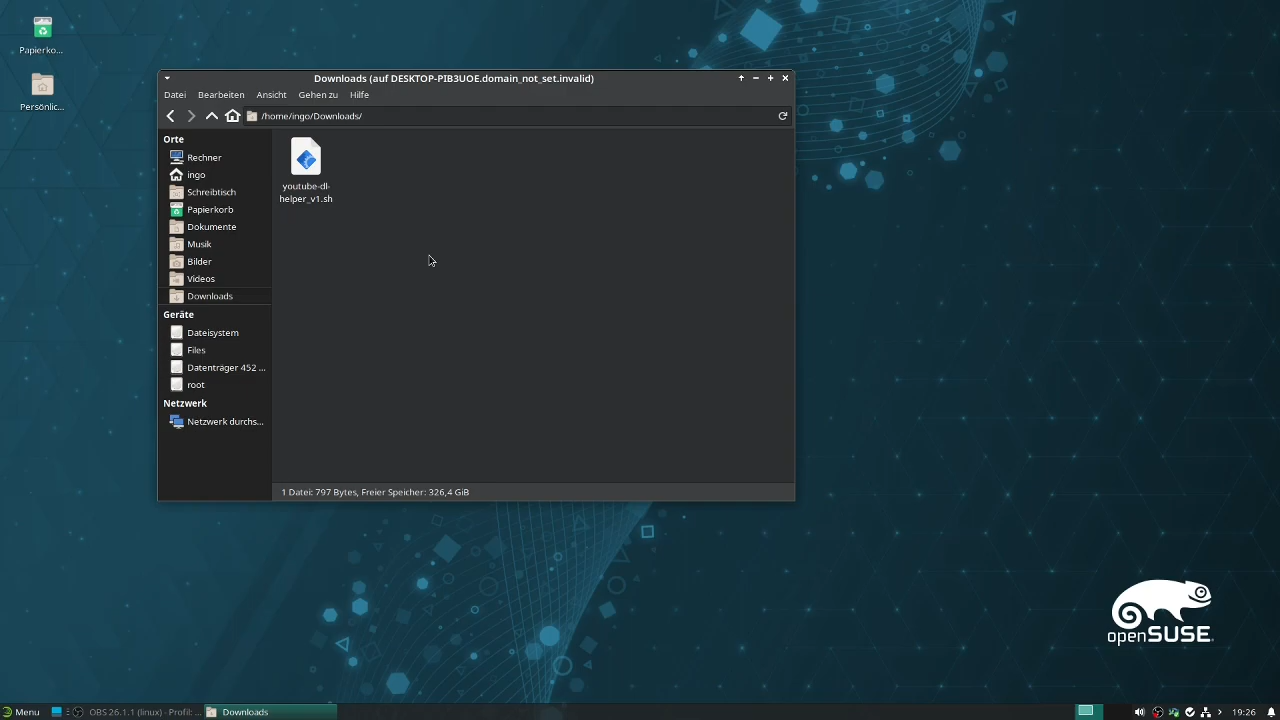 Papierko...
Persönlic...
Downloads (auf DESKTOP-PIB3UOE.domain_not_set.invalid)
Datei Bearbeiten Ansicht Gehen zu Hilfe
/home/ingo/Downloads/
Orte
Rechner
ingo
Schreibtisch
Papierkorb
Dokumente
Musik
Bilder
Videos
Downloads
Geräte
Dateisystem
Files
Datenträger 452 ...
root
Netzwerk
Netzwerk durchs...
youtube-dl-
helper_v1.sh
1 Datei: 797 Bytes, Freier Speicher: 326,4 GiB
openSUSE
Menu OBS 26.1.1 (linux) - Profil: ... Downloads 19:26